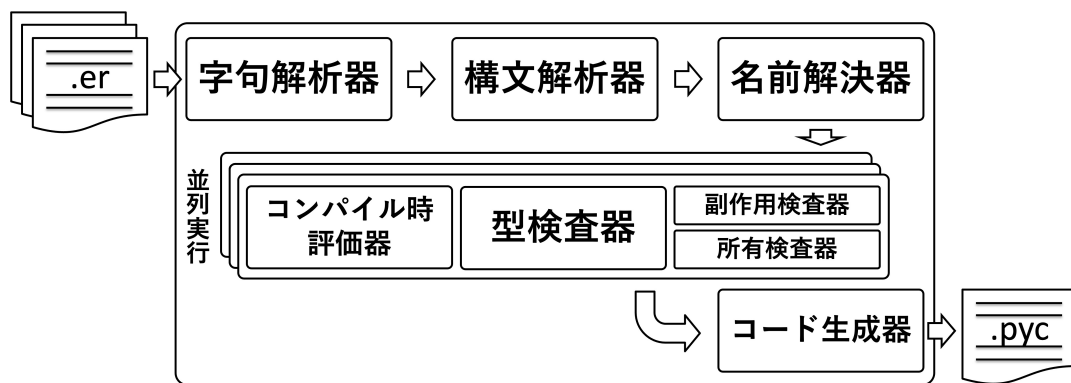 .er
字句解析器
構文解析器
名前解決器
並列実行
コンパイル時
評価器
型検査器
副作用検査器
所有検査器
コード生成器
.pyc